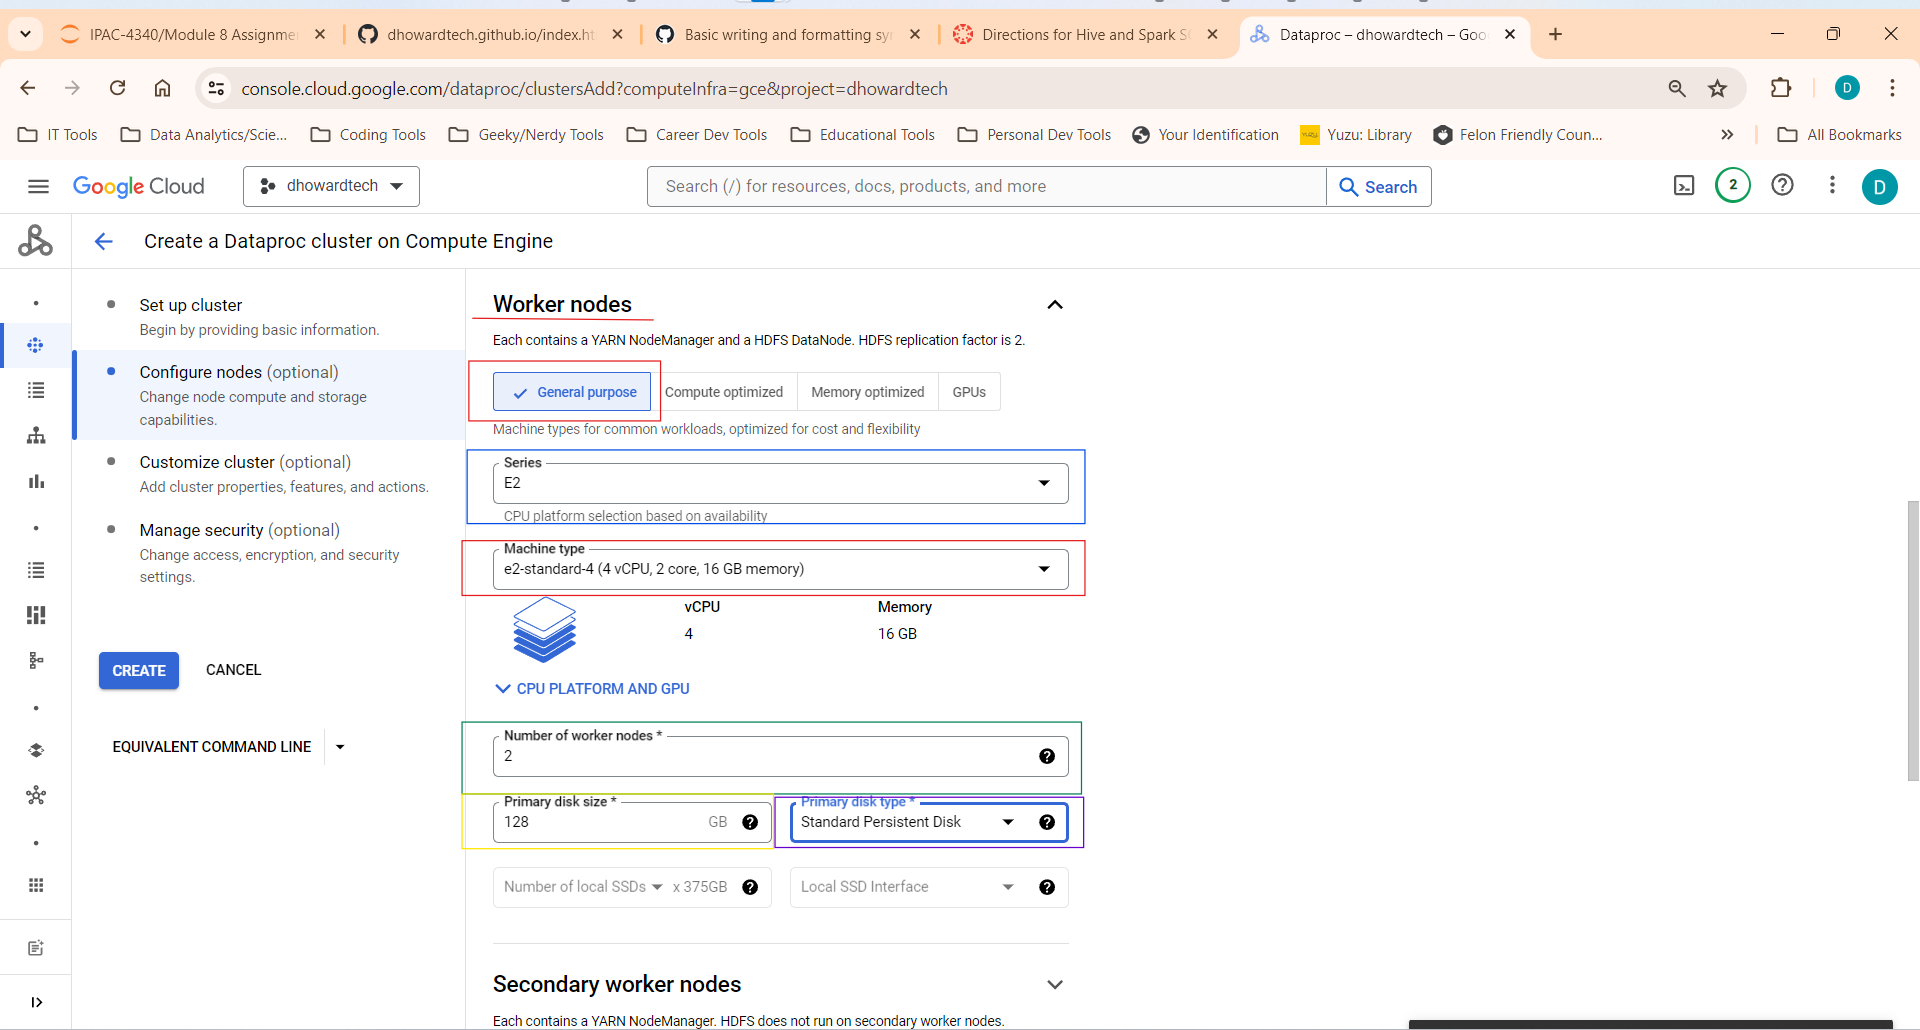 IPAC-4340/Module 8 Assignme
dhowardtech.github.io/index.ht
Basic writing and formatting sy
Directions for Hive and Spark S
Dataproc – dhowardtech – Goo
console.cloud.google.com/dataproc/clustersAdd?computeInfra=gce&project=dhowardtech
D
IT Tools
Data Analytics/Scie...
Coding Tools
Geeky/Nerdy Tools
Career Dev Tools
Educational Tools
Personal Dev Tools
Your Identification
YUZU
Yuzu: Library
Felon Friendly Coun...
All Bookmarks
Google Cloud
dhowardtech
Search (/) for resources, docs, products, and more
Search
2
D
Create a Dataproc cluster on Compute Engine
Set up cluster
Begin by providing basic information.
Configure nodes (optional)
Change node compute and storage
capabilities.
Customize cluster (optional)
Add cluster properties, features, and actions.
Manage security (optional)
Change access, encryption, and security
settings.
CREATE
CANCEL
EQUIVALENT COMMAND LINE
Worker nodes
Each contains a YARN NodeManager and a HDFS DataNode. HDFS replication factor is 2.
General purpose
Compute optimized
Memory optimized
GPUs
Machine types for common workloads, optimized for cost and flexibility
Series
E2
CPU platform selection based on availability
Machine type
e2-standard-4 (4 vCPU, 2 core, 16 GB memory)
vCPU
Memory
4
16 GB
CPU PLATFORM AND GPU
Number of worker nodes *
2
Primary disk size *
128
GB
Primary disk type *
Standard Persistent Disk
Number of local SSDs
x 375GB
Local SSD Interface
Secondary worker nodes
Each contains a YARN NodeManager. HDFS does not run on secondary worker nodes.